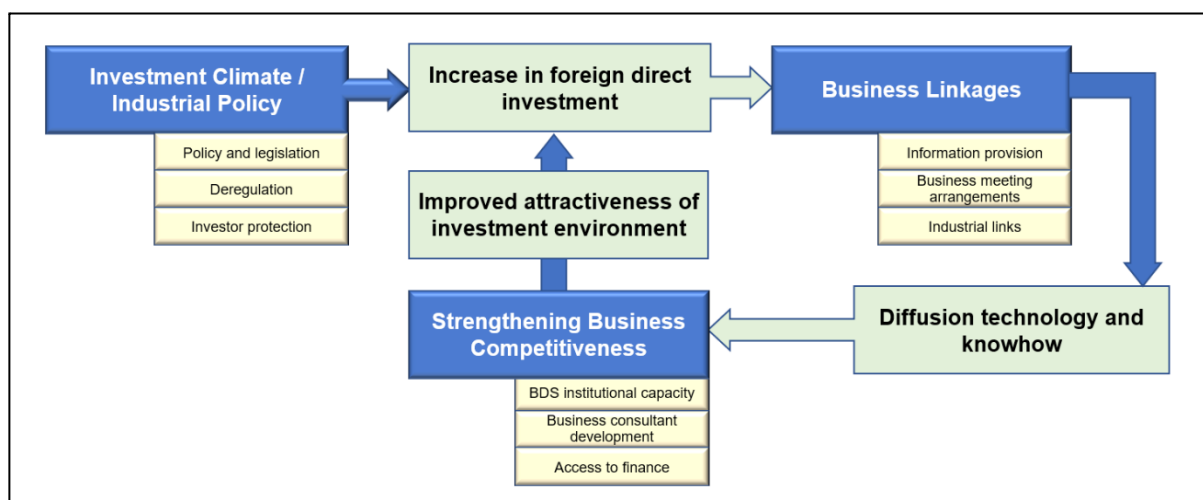 Investment Climate /
Industrial Policy
Policy and legislation
Deregulation
Investor protection
Increase in foreign direct
investment
Business Linkages
Information provision
Business meeting
arrangements
Industrial links
Improved attractiveness of
investment environment
Diffusion technology and
knowhow
Strengthening Business
Competitiveness
BDS institutional capacity
Business consultant
development
Access to finance